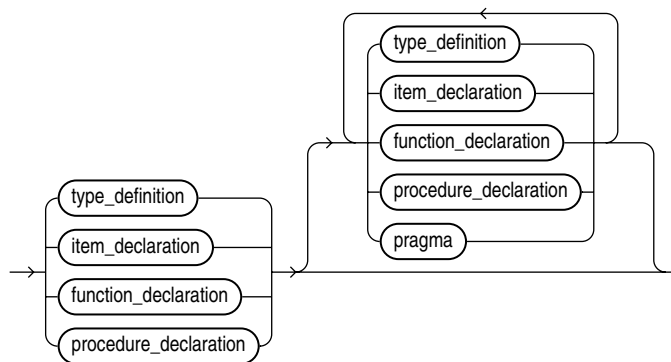 type_definition
item_declaration
function_declaration
procedure_declaration
pragma
type_definition
item_declaration
function_declaration
procedure_declaration